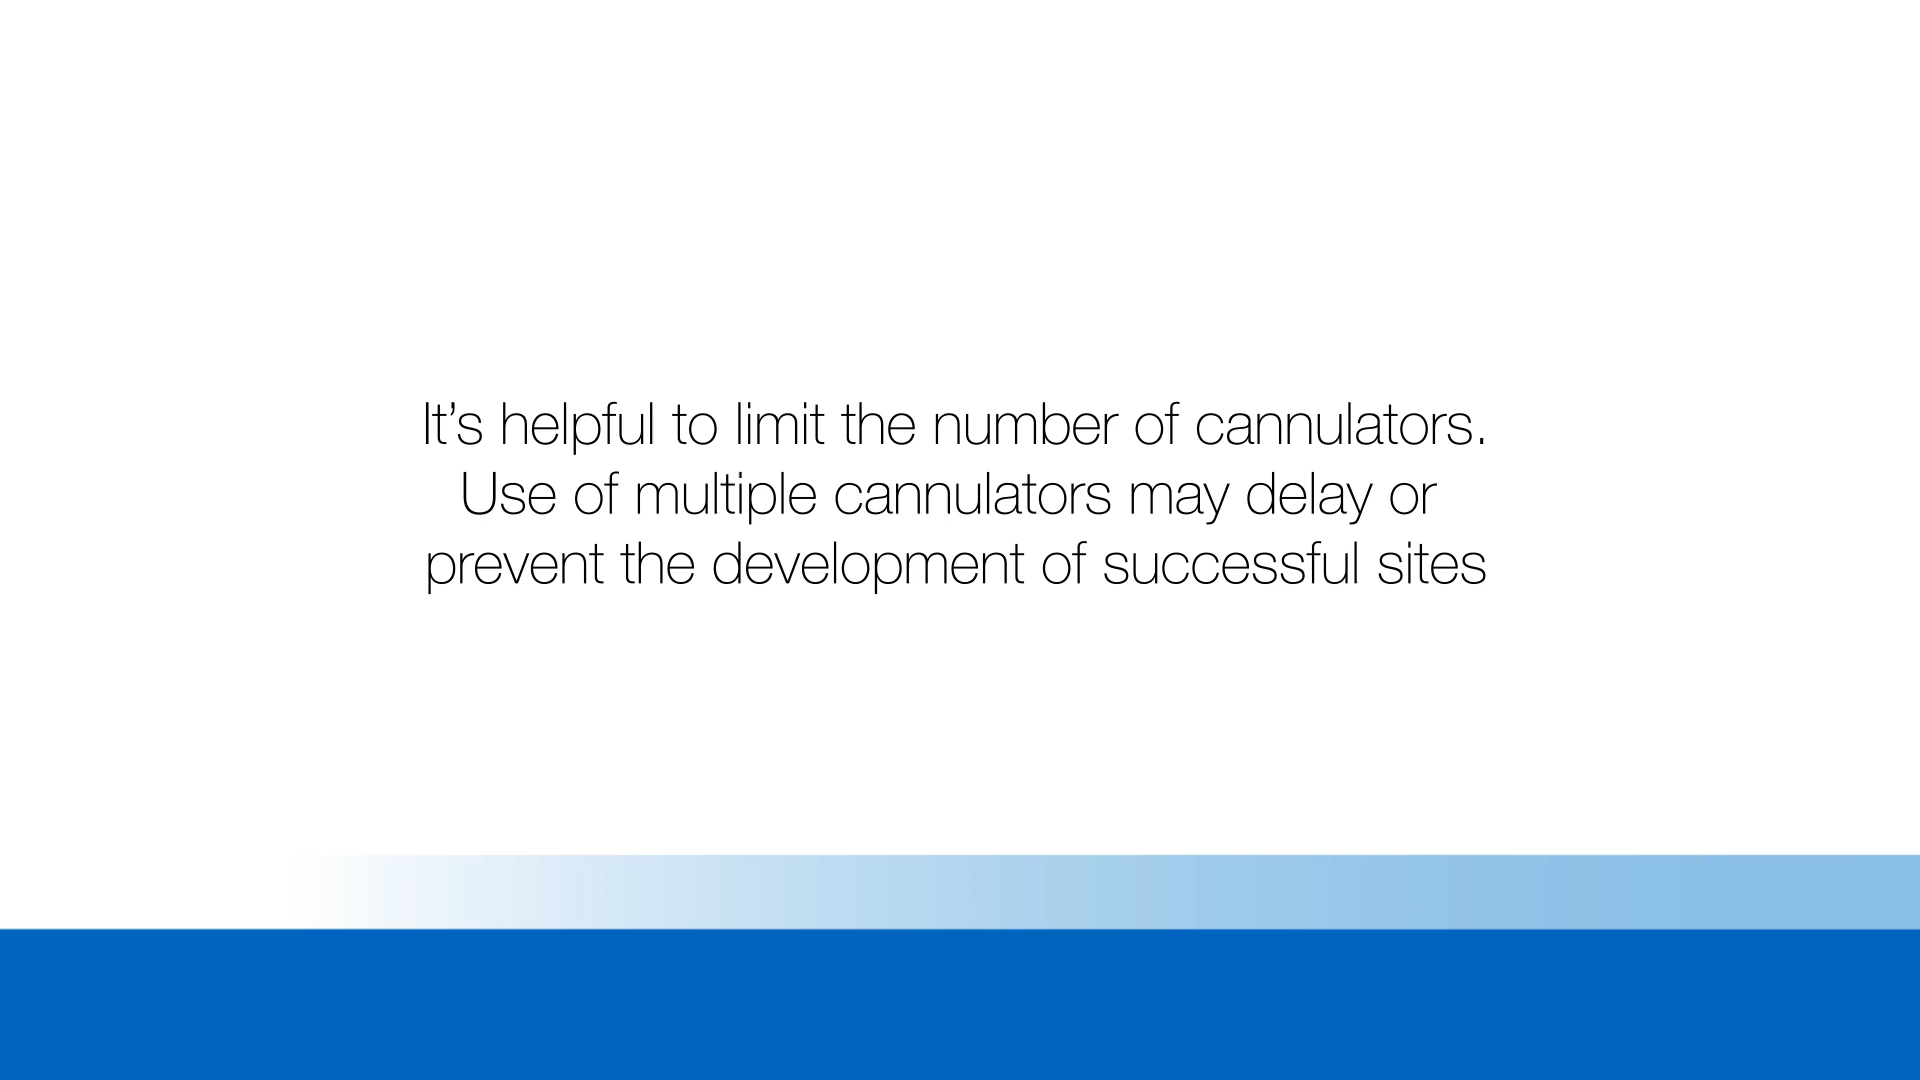 It’s helpful to limit the number of cannulators.
Use of multiple cannulators may delay or
prevent the development of successful sites